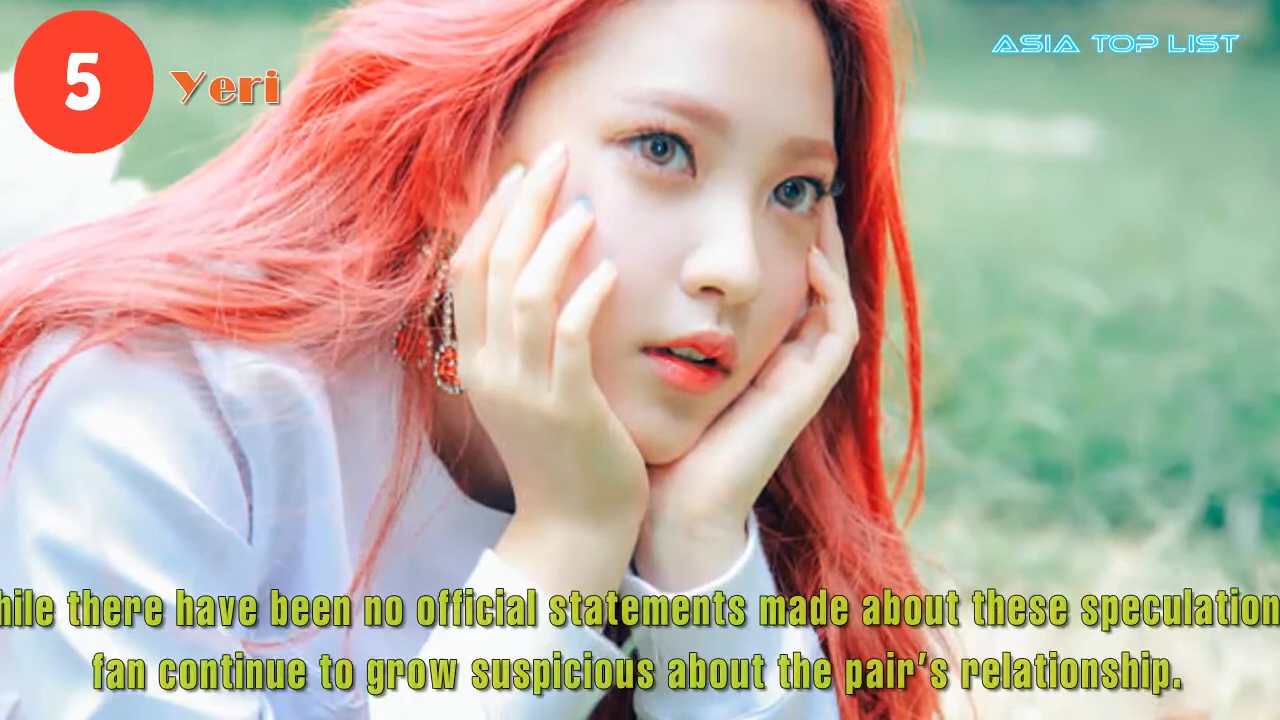 5
Yeri
ASIA TOP LIST
hile there have been no official statements made about these speculation
fan continue to grow suspicious about the pair's relationship.